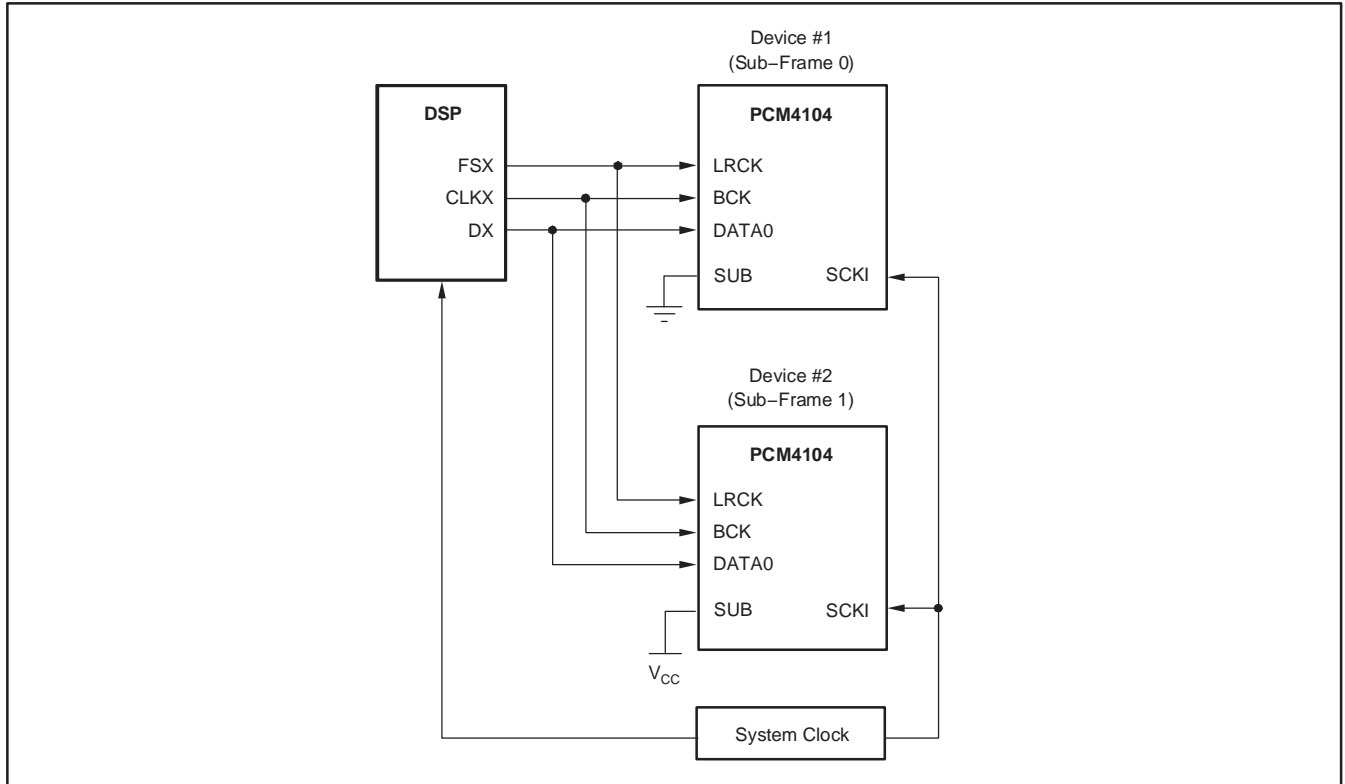 Device #1
(Sub−Frame 0)
DSP
PCM4104
FSX
LRCK
CLKX
BCK
DX
DATA0
SUB
SCKI
Device #2
(Sub−Frame 1)
PCM4104
LRCK
BCK
DATA0
SUB
SCKI
VCC
System Clock